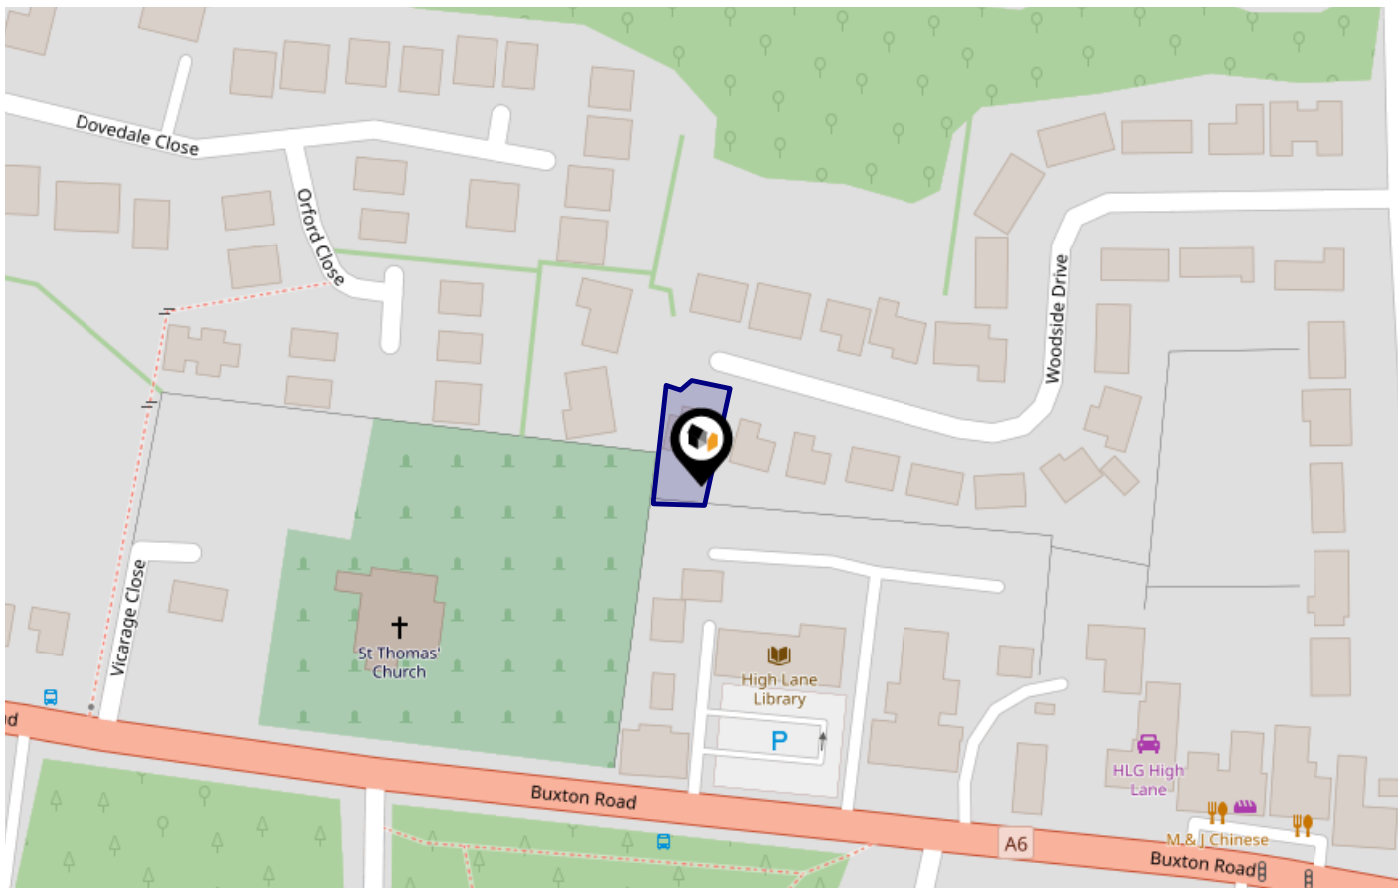 Dovedale Close
Orford Close
Woodside Drive
Vicarage Close
St Thomas'
Church
High Lane
Library
P
HLG High
Lane
M & J Chinese
Buxton Road
A6
Buxton Road